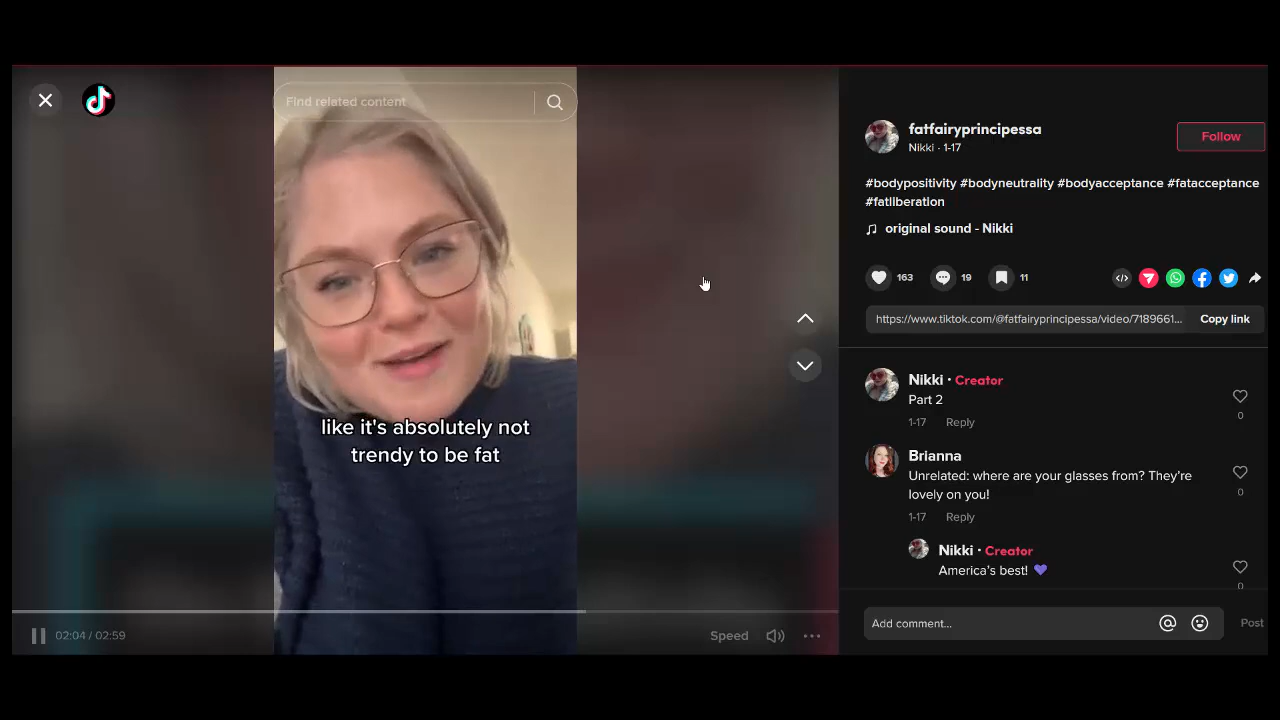 Find related content
like it's absolutely not
trendy to be fat
02:04 / 02:59
Speed
fatfairyprincipessa
Nikki · 1-17
Follow
#bodypositivity #bodyneutrality #bodyacceptance #fatacceptance
#fatliberation
original sound - Nikki
163
19
11
https://www.tiktok.com/@fatfairyprincipessa/video/7189661...
Copy link
Nikki · Creator
Part 2
1-17 Reply
0
Brianna
Unrelated: where are your glasses from? They’re
lovely on you!
0
1-17 Reply
Nikki · Creator
America’s best! 💜
0
Add comment...
Post